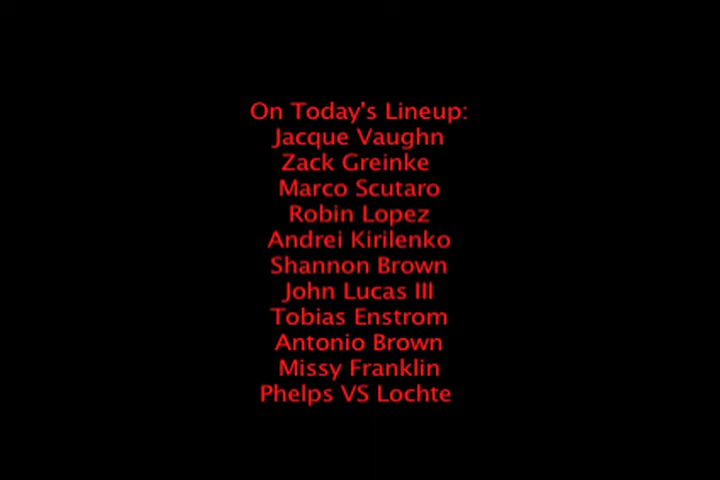 On Today's Lineup:
Jacque Vaughn
Zack Greinke
Marco Scutaro
Robin Lopez
Andrei Kirilenko
Shannon Brown
John Lucas III
Tobias Enstrom
Antonio Brown
Missy Franklin
Phelps VS Lochte